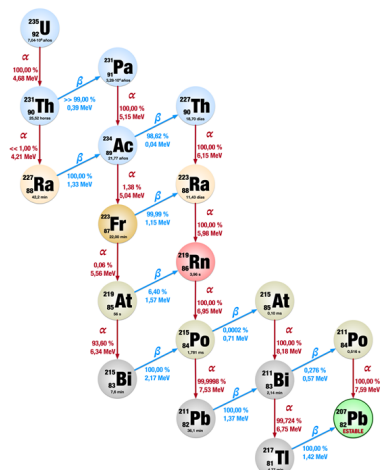 235
92 U
7,04·10⁸ años
α
100,00 %
4,68 MeV
231
91 Pa
3,28·10⁴ años
231
90 Th
25,52 horas
β
>> 99,00 %
0,39 MeV
α
100,00 %
5,15 MeV
227
90 Th
18,70 días
α
<< 1,00 %
4,21 MeV
234
89 Ac
21,77 años
β
98,62 %
0,04 MeV
α
100,00 %
6,15 MeV
227
88 Ra
42,2 min
β
100,00 %
1,33 MeV
α
1,38 %
5,04 MeV
223
88 Ra
11,43 días
223
87 Fr
22,00 min
β
99,99 %
1,15 MeV
α
100,00 %
5,98 MeV
α
0,06 %
5,56 MeV
219
86 Rn
3,96 s
219
85 At
56 s
β
6,40 %
1,57 MeV
α
100,00 %
6,95 MeV
215
85 At
0,10 ms
α
93,60 %
6,34 MeV
215
84 Po
1,781 ms
β
0,0002 %
0,71 MeV
α
100,00 %
8,18 MeV
211
84 Po
0,516 s
215
83 Bi
7,6 min
β
100,00 %
2,17 MeV
α
99,9998 %
7,53 MeV
211
83 Bi
2,14 min
β
0,276 %
0,57 MeV
α
100,00 %
7,59 MeV
211
82 Pb
36,1 min
β
100,00 %
1,37 MeV
α
99,724 %
6,75 MeV
207
82 Pb
ESTABLE
217
81 Tl
β
100,00 %
1,42 MeV